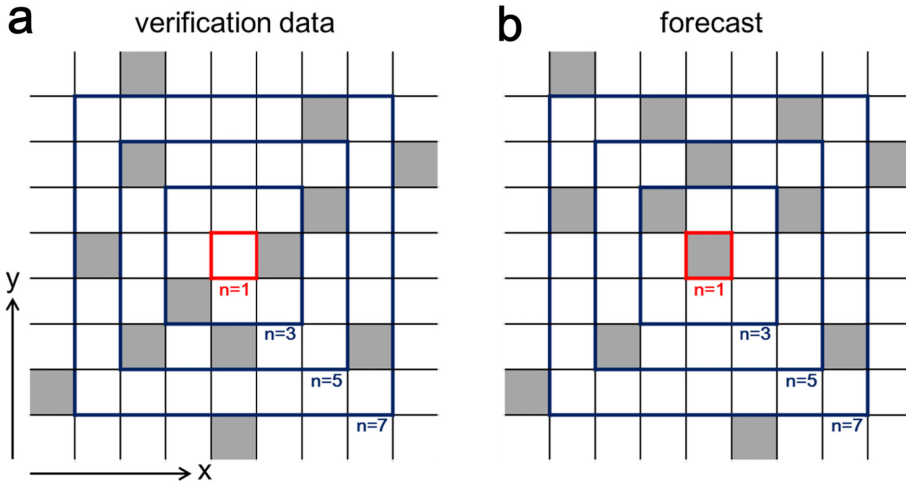 a
verification data
b
forecast
n=1
n=3
n=5
n=7
y
x
n=1
n=3
n=5
n=7